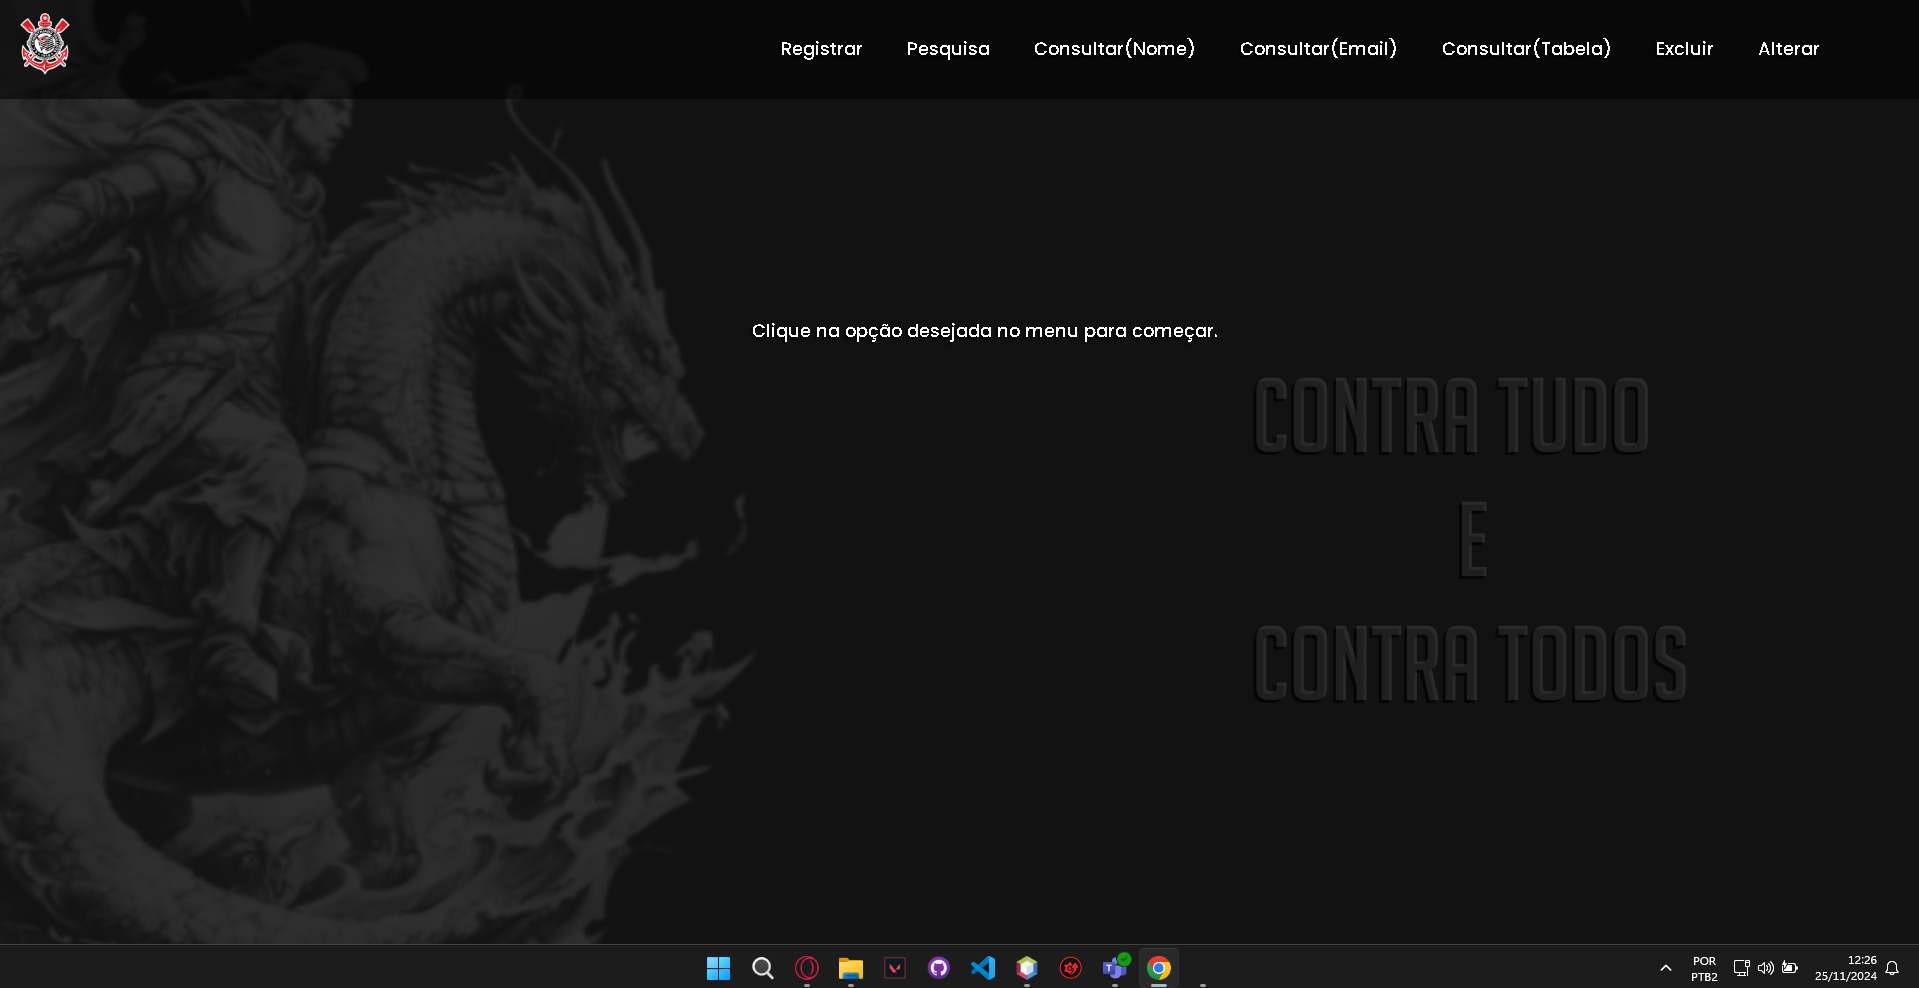 Registrar Pesquisa Consultar(Nome) Consultar(Email) Consultar(Tabela) Excluir Alterar
Clique na opção desejada no menu para começar.
CONTRA TUDO
E
CONTRA TODOS
POR
PTB2
12:26
25/11/2024